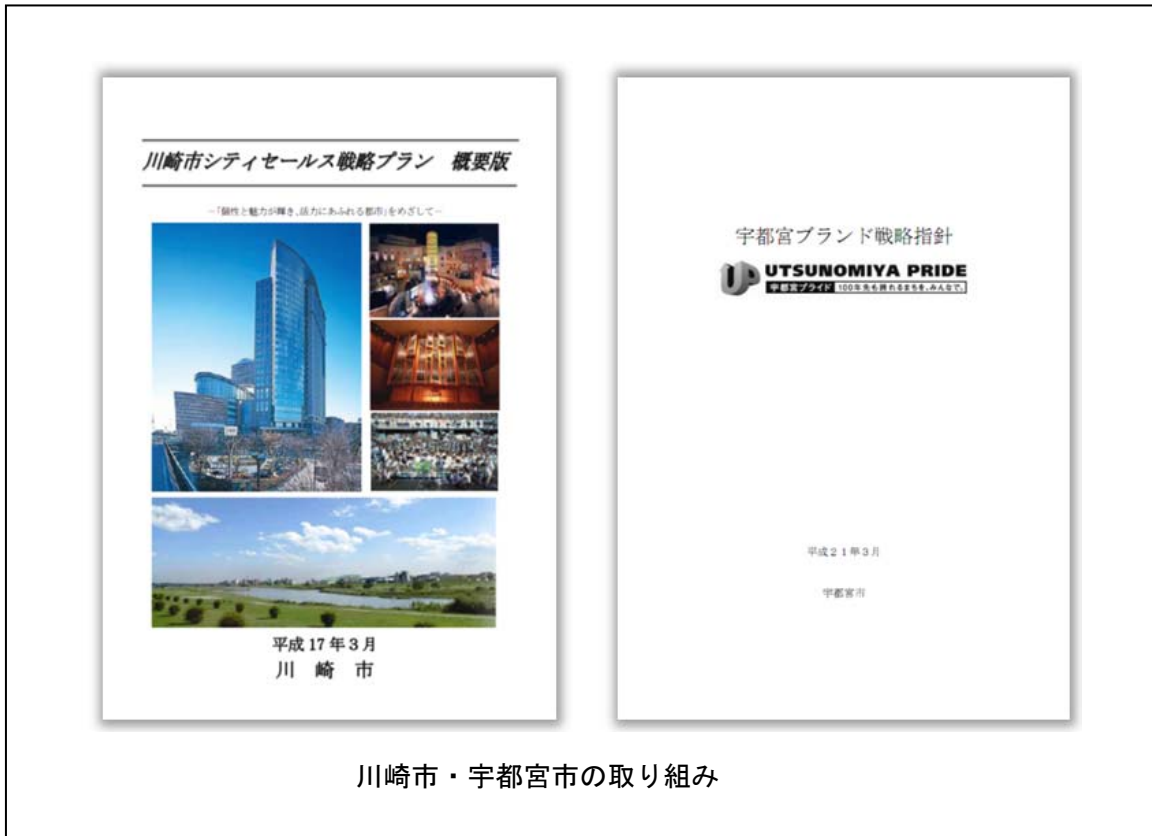 川崎市シティセールス戦略プラン 概要版
－「個性と魅力が輝き、活力にあふれる都市」をめざして－
平成 17 年 3 月
川 崎 市
宇都宮ブランド戦略指針
UP UTSUNOMIYA PRIDE
宇都宮プライド 100年先も誇れるまちを、みんなで。
平成２１年３月
宇都宮市
川崎市・宇都宮市の取り組み